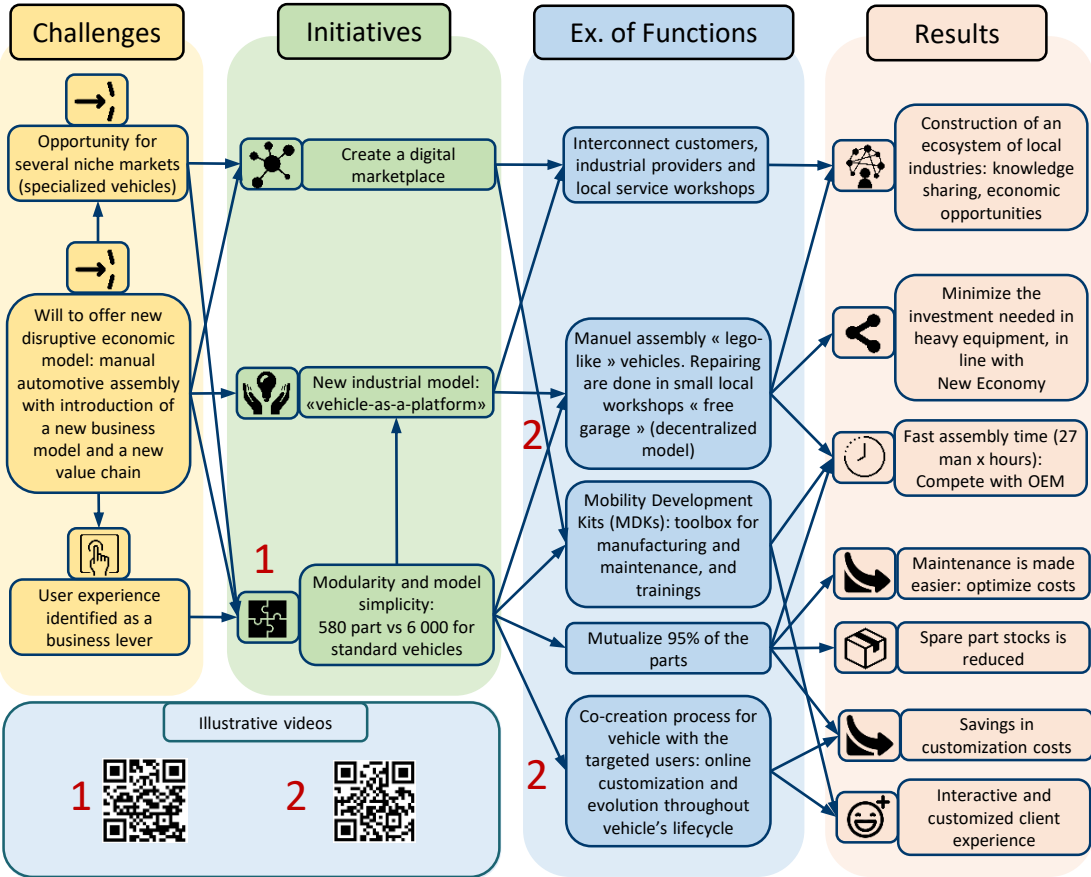 Challenges
Initiatives
Ex. of Functions
Results
Opportunity for
several niche markets
(specialized vehicles)
Will to offer new
disruptive economic
model: manual
automotive assembly
with introduction of
a new business
model and a new
value chain
User experience
identified as a
business lever
Create a digital
marketplace
New industrial model:
«vehicle-as-a-platform»
1
Modularity and model
simplicity:
580 part vs 6 000 for
standard vehicles
Interconnect customers,
industrial providers and
local service workshops
2
Manuel assembly « lego-
like » vehicles. Repairing
are done in small local
workshops « free
garage » (decentralized
model)
Mobility Development
Kits (MDKs): toolbox for
manufacturing and
maintenance, and
trainings
Mutualize 95% of the
parts
2
Co-creation process for
vehicle with the
targeted users: online
customization and
evolution throughout
vehicle's lifecycle
Construction of an
ecosystem of local
industries: knowledge
sharing, economic
opportunities
Minimize the
investment needed in
heavy equipment, in
line with
New Economy
Fast assembly time (27
man x hours):
Compete with OEM
Maintenance is made
easier: optimize costs
Spare part stocks is
reduced
Savings in
customization costs
Interactive and
customized client
experience
Illustrative videos
1
2